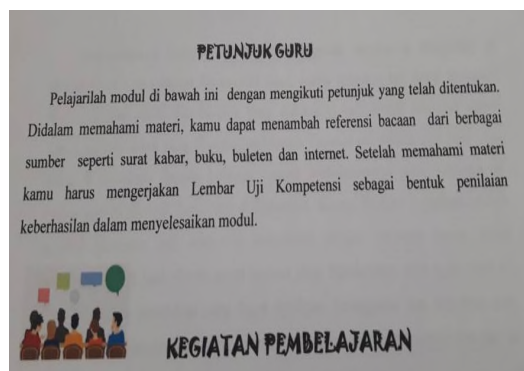 PETUNJUK GURU
Pelajarilah modul di bawah ini dengan mengikuti petunjuk yang telah ditentukan.
Didalam memahami materi, kamu dapat menambah referensi bacaan dari berbagai
sumber seperti surat kabar, buku, buleten dan internet. Setelah memahami materi
kamu harus mengerjakan Lembar Uji Kompetensi sebagai bentuk penilaian
keberhasilan dalam menyelesaikan modul.
KEGIATAN PEMBELAJARAN